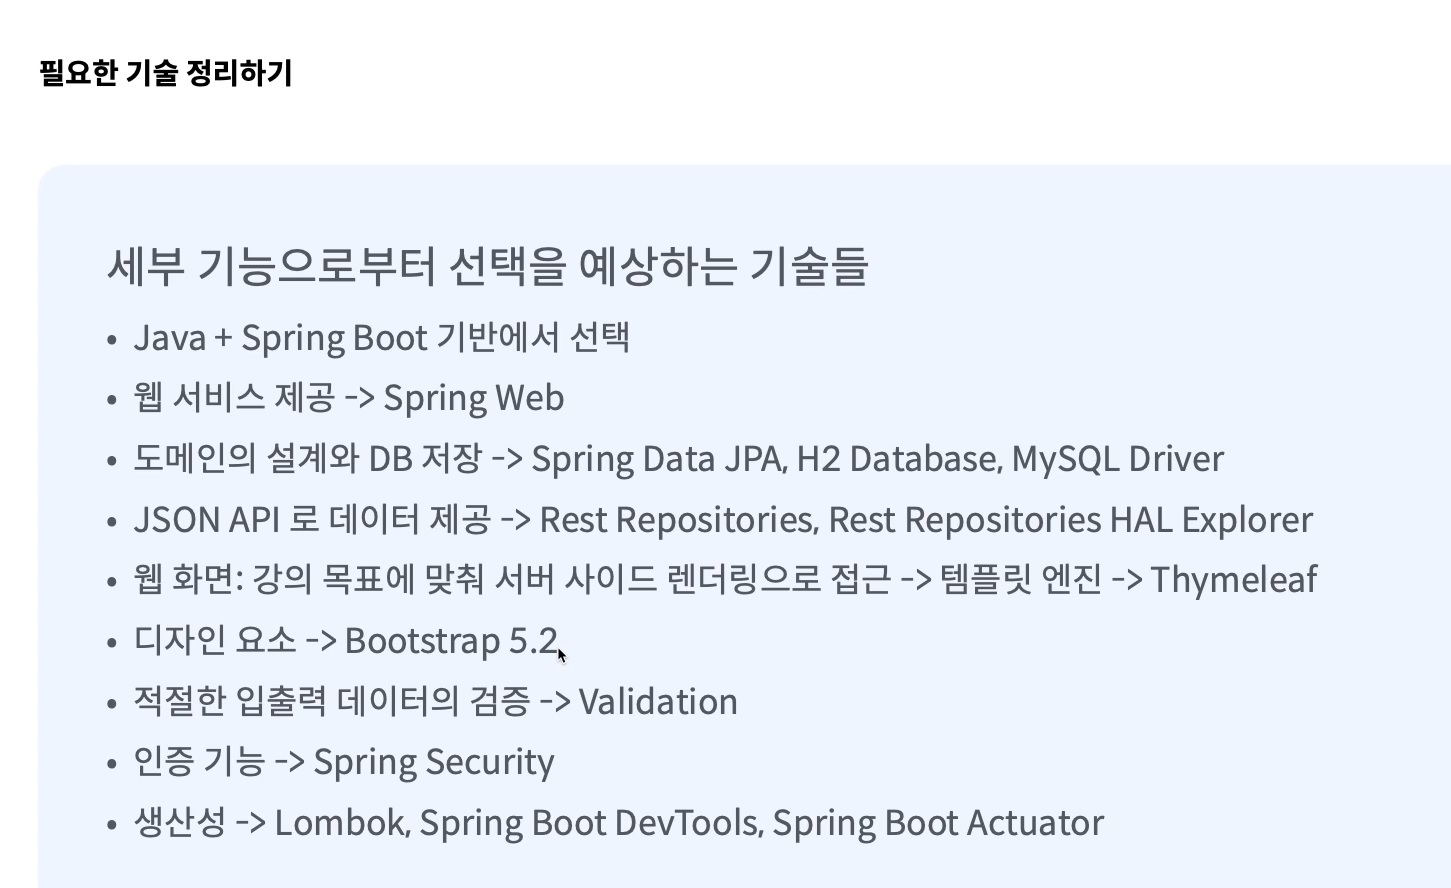 필요한 기술 정리하기
세부 기능으로부터 선택을 예상하는 기술들
• Java + Spring Boot 기반에서 선택
• 웹 서비스 제공 -> Spring Web
• 도메인의 설계와 DB 저장 -> Spring Data JPA, H2 Database, MySQL Driver
• JSON API 로 데이터 제공 -> Rest Repositories, Rest Repositories HAL Explorer
• 웹 화면: 강의 목표에 맞춰 서버 사이드 렌더링으로 접근 -> 템플릿 엔진 -> Thymeleaf
• 디자인 요소 -> Bootstrap 5.2
• 적절한 입출력 데이터의 검증 -> Validation
• 인증 기능 -> Spring Security
• 생산성 -> Lombok, Spring Boot DevTools, Spring Boot Actuator